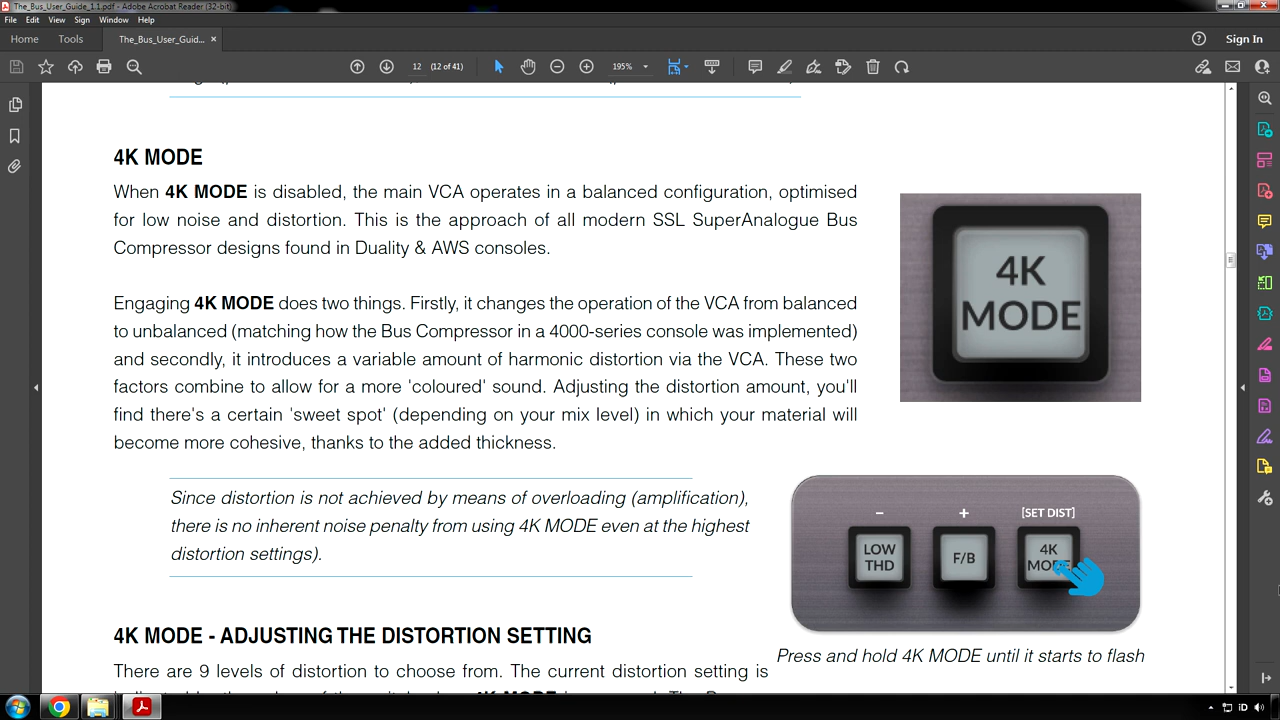 The_Bus_User_Guide_1.1.pdf - Adobe Acrobat Reader (32-bit)
File Edit View Sign Window Help
Home Tools The_Bus_User_Guid... × Sign In
12 (12 of 41) 195%
4K MODE
When 4K MODE is disabled, the main VCA operates in a balanced configuration, optimised
for low noise and distortion. This is the approach of all modern SSL SuperAnalogue Bus
Compressor designs found in Duality & AWS consoles.
Engaging 4K MODE does two things. Firstly, it changes the operation of the VCA from balanced
to unbalanced (matching how the Bus Compressor in a 4000-series console was implemented)
and secondly, it introduces a variable amount of harmonic distortion via the VCA. These two
factors combine to allow for a more 'coloured' sound. Adjusting the distortion amount, you'll
find there's a certain 'sweet spot' (depending on your mix level) in which your material will
become more cohesive, thanks to the added thickness.
4K
MODE
Since distortion is not achieved by means of overloading (amplification),
there is no inherent noise penalty from using 4K MODE even at the highest
distortion settings).
− + [SET DIST]
LOW
THD
F/B
4K
MODE
Press and hold 4K MODE until it starts to flash
4K MODE - ADJUSTING THE DISTORTION SETTING
There are 9 levels of distortion to choose from. The current distortion setting is
iD